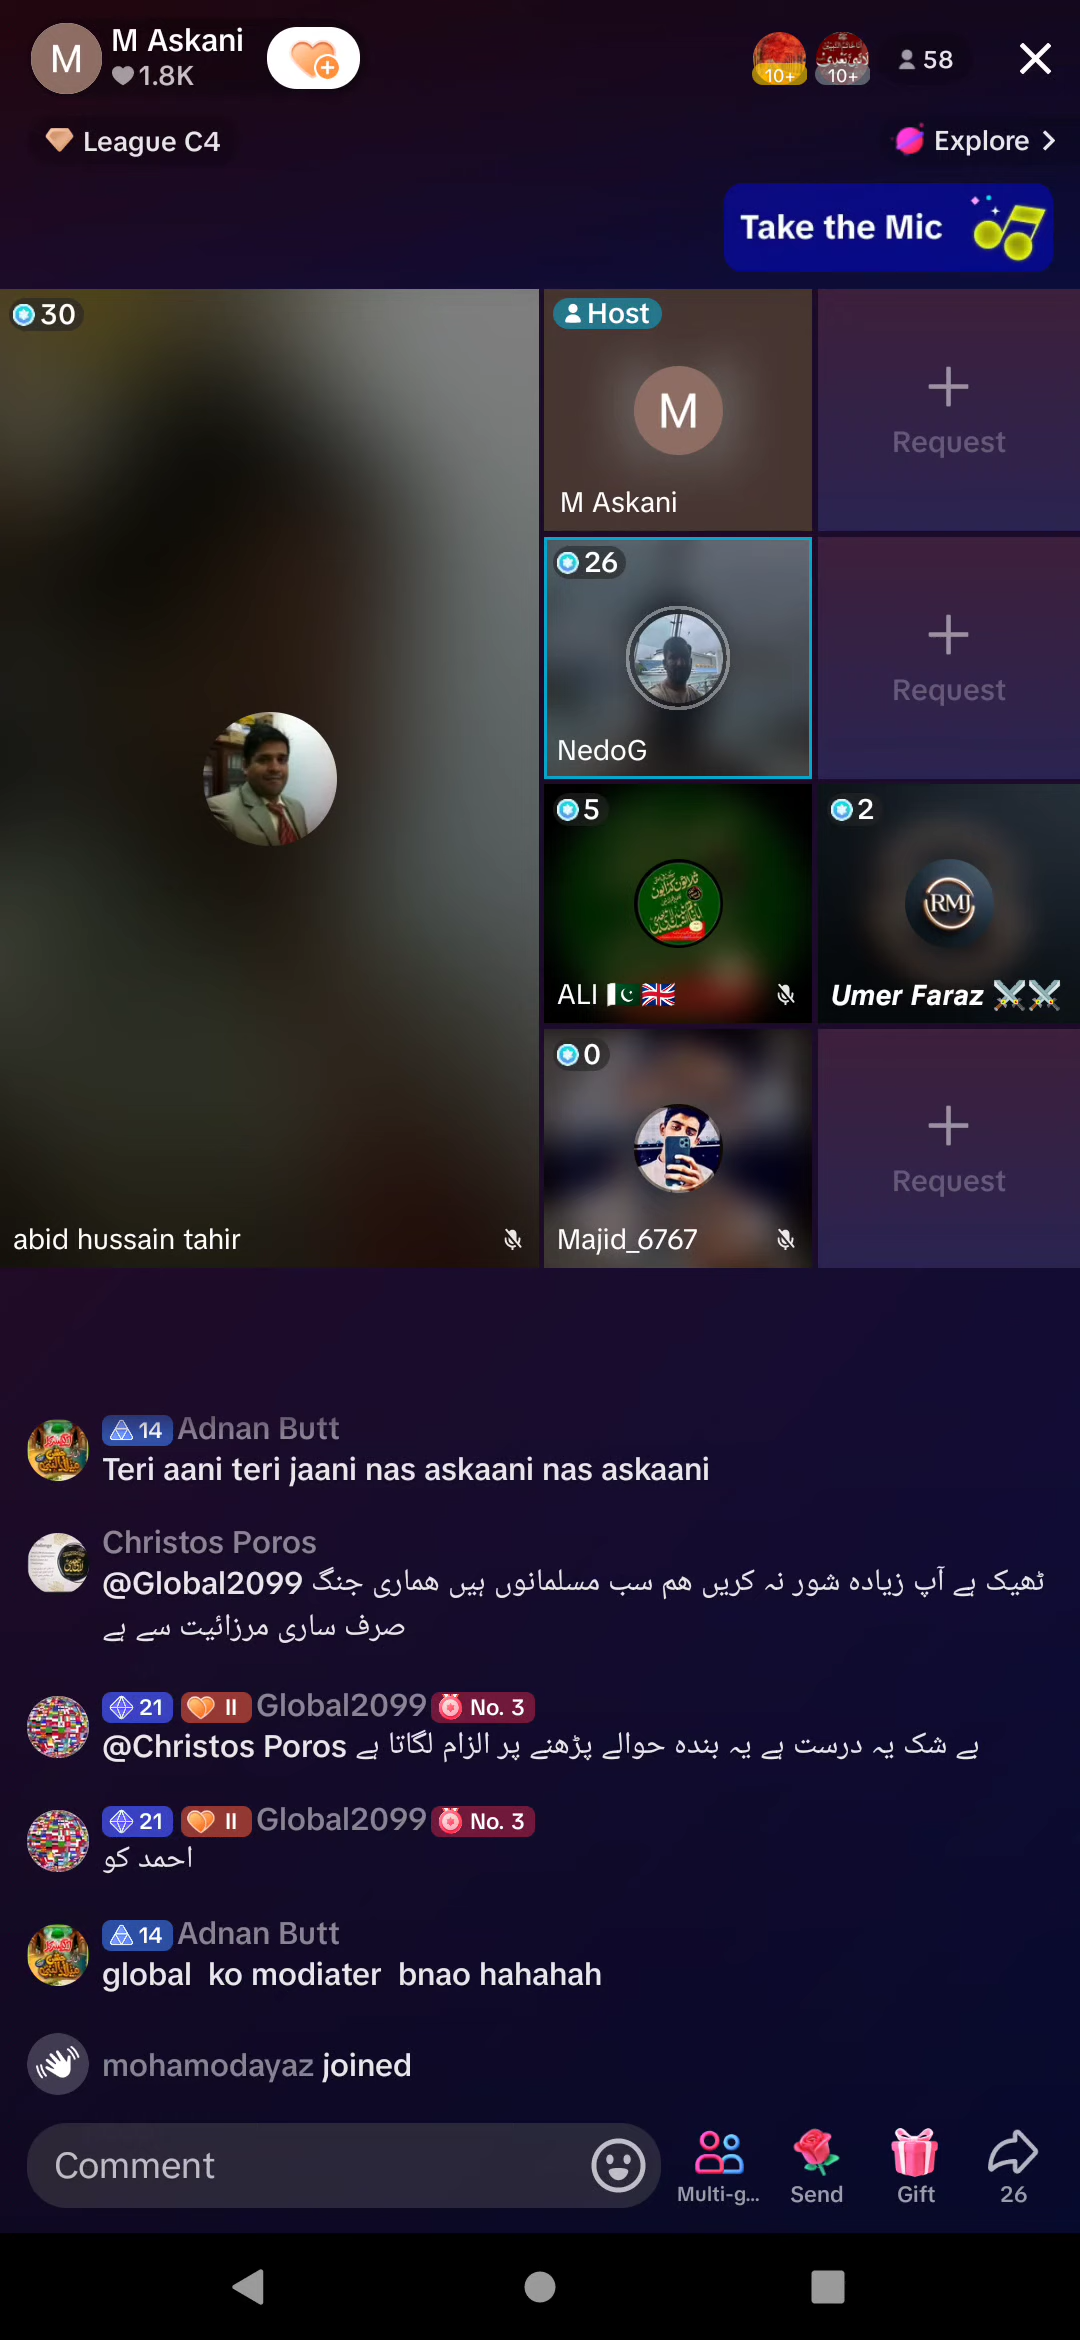 M
M Askani
1.8K
10+
10+
58
League C4
Explore
Take the Mic
30
Host
M
M Askani
Request
26
NedoG
Request
5
ALI 🇵🇰🇬🇧
2
RMJ
Umer Faraz ⚔️⚔️
0
Majid_6767
Request
abid hussain tahir
14 Adnan Butt
Teri aani teri jaani nas askaani nas askaani
Christos Poros
@Global2099 ٹھیک ہے آپ زیادہ شور نہ کریں ھم سب مسلمانوں ہیں ھماری جنگ
صرف ساری مرزائیت سے ہے
21 II Global2099 No. 3
@Christos Poros بے شک یہ درست ہے یہ بندہ حوالے پڑھنے پر الزام لگاتا ہے
21 II Global2099 No. 3
احمد کو
14 Adnan Butt
global ko modiater bnao hahahah
mohamodayaz joined
Comment
Multi-g...
Send
Gift
26